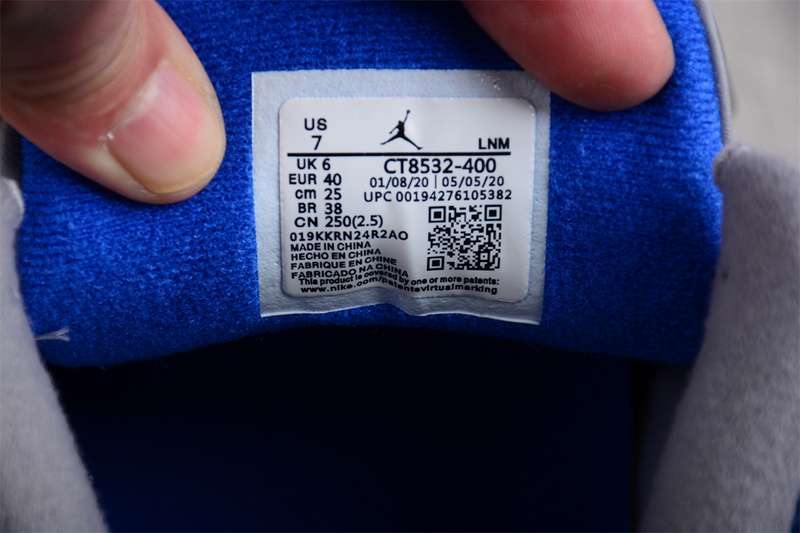 US
7
LNM
UK 6
CT8532-400
EUR 40
01/08/20 | 05/05/20
cm 25
UPC 00194276105382
BR 38
CN 250(2.5)
019KKRN24R2AO
MADE IN CHINA
HECHO EN CHINA
FABRIQUE EN CHINE
FABRICADO NA CHINA
This product is covered by one or more patents:
www.nike.com/patentsvirtualmarking